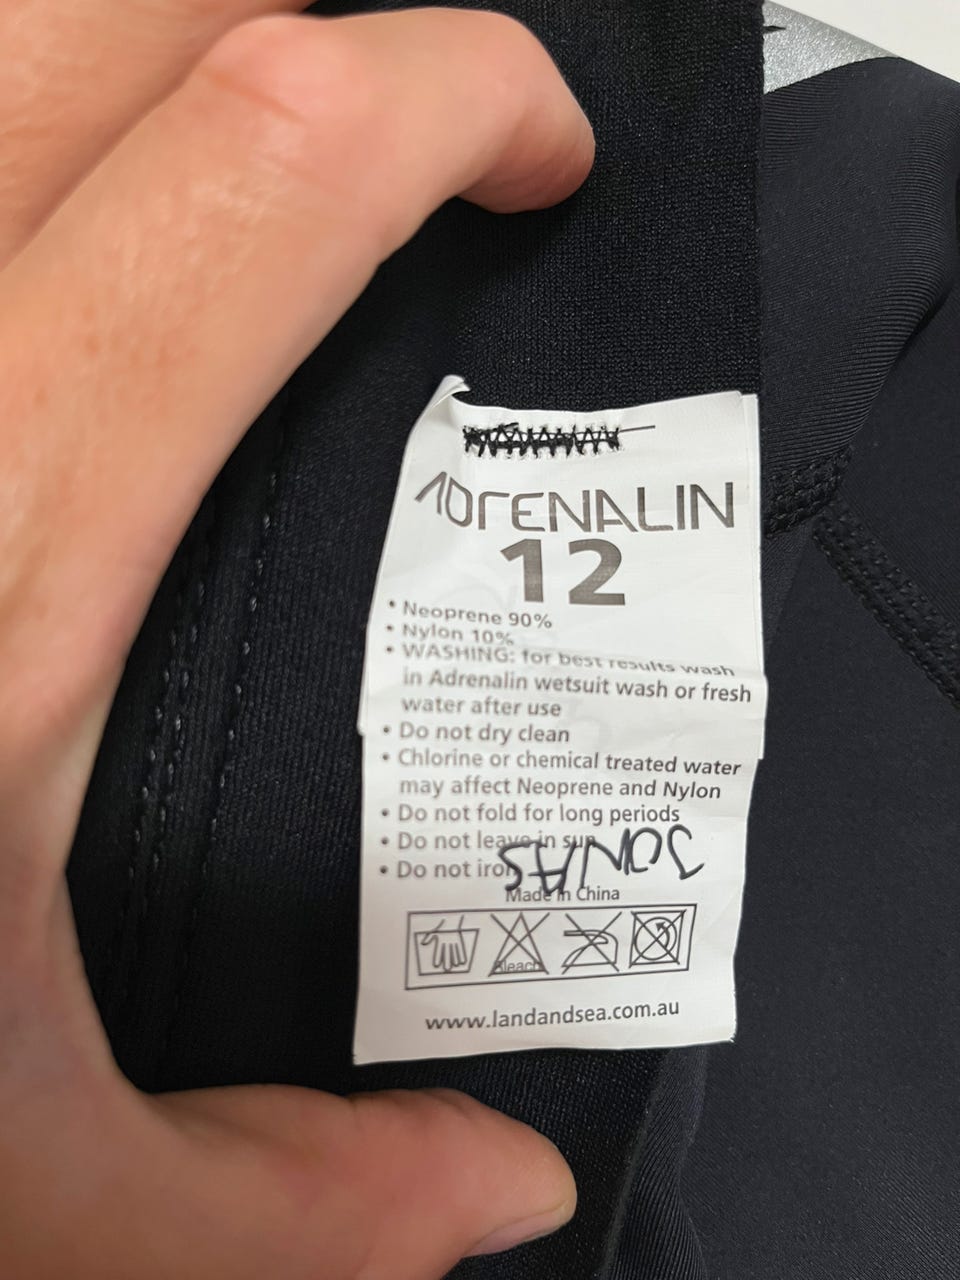 ADRENALIN
12
• Neoprene 90%
• Nylon 10%
• WASHING: for best results wash
in Adrenalin wetsuit wash or fresh
water after use
• Do not dry clean
• Chlorine or chemical treated water
may affect Neoprene and Nylon
• Do not fold for long periods
• Do not leave in sun
• Do not iron
JONAS
Made in China
Bleach
www.landandsea.com.au